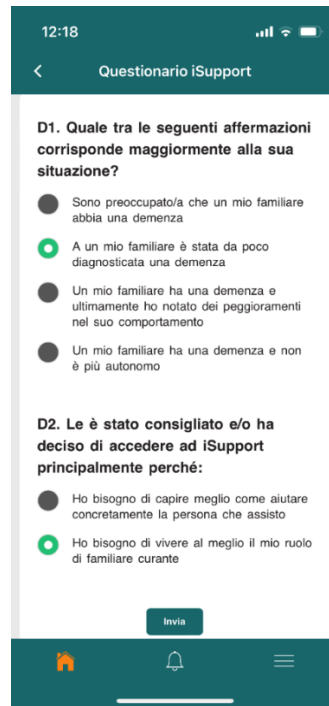 12:18
Questionario iSupport
D1. Quale tra le seguenti affermazioni
corrisponde maggiormente alla sua
situazione?
Sono preoccupato/a che un mio familiare
abbia una demenza
A un mio familiare è stata da poco
diagnosticata una demenza
Un mio familiare ha una demenza e
ultimamente ho notato dei peggioramenti
nel suo comportamento
Un mio familiare ha una demenza e non
è più autonomo
D2. Le è stato consigliato e/o ha
deciso di accedere ad iSupport
principalmente perché:
Ho bisogno di capire meglio come aiutare
concretamente la persona che assisto
Ho bisogno di vivere al meglio il mio ruolo
di familiare curante
Invia